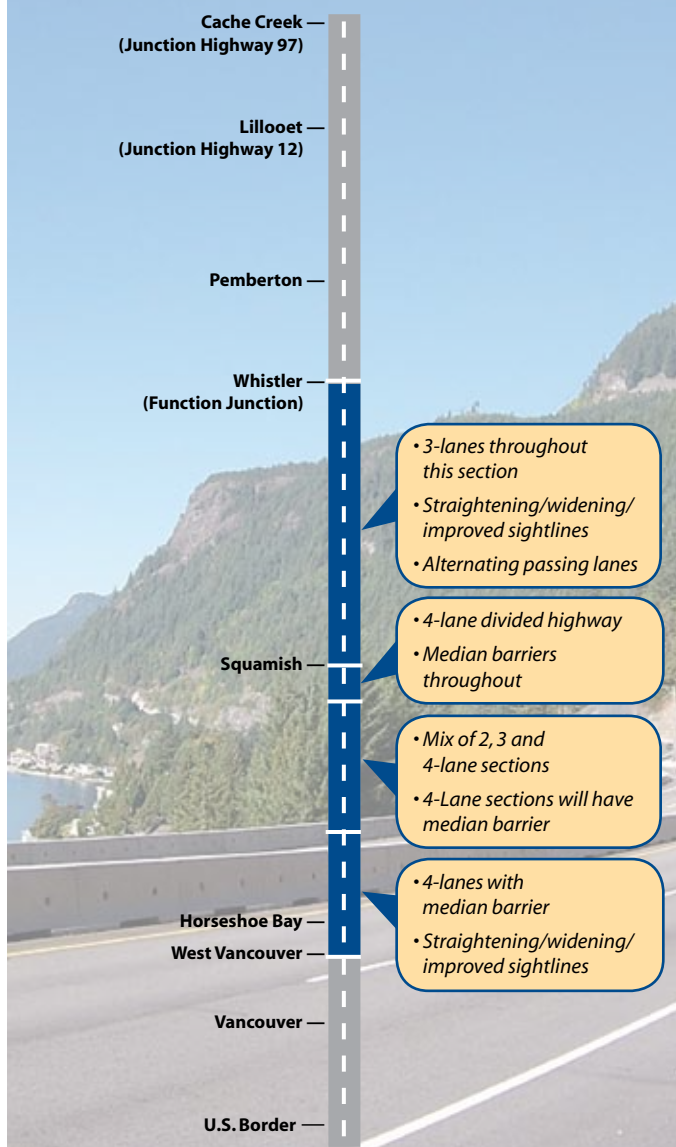 Cache Creek
(Junction Highway 97)
Lillooet
(Junction Highway 12)
Pemberton
Whistler
(Function Junction)
• 3-lanes throughout
this section
• Straightening/widening/
improved sightlines
• Alternating passing lanes
• 4-lane divided highway
• Median barriers
throughout
Squamish
• Mix of 2, 3 and
4-lane sections
• 4-Lane sections will have
median barrier
• 4-lanes with
median barrier
• Straightening/widening/
improved sightlines
Horseshoe Bay
West Vancouver
Vancouver
U.S. Border